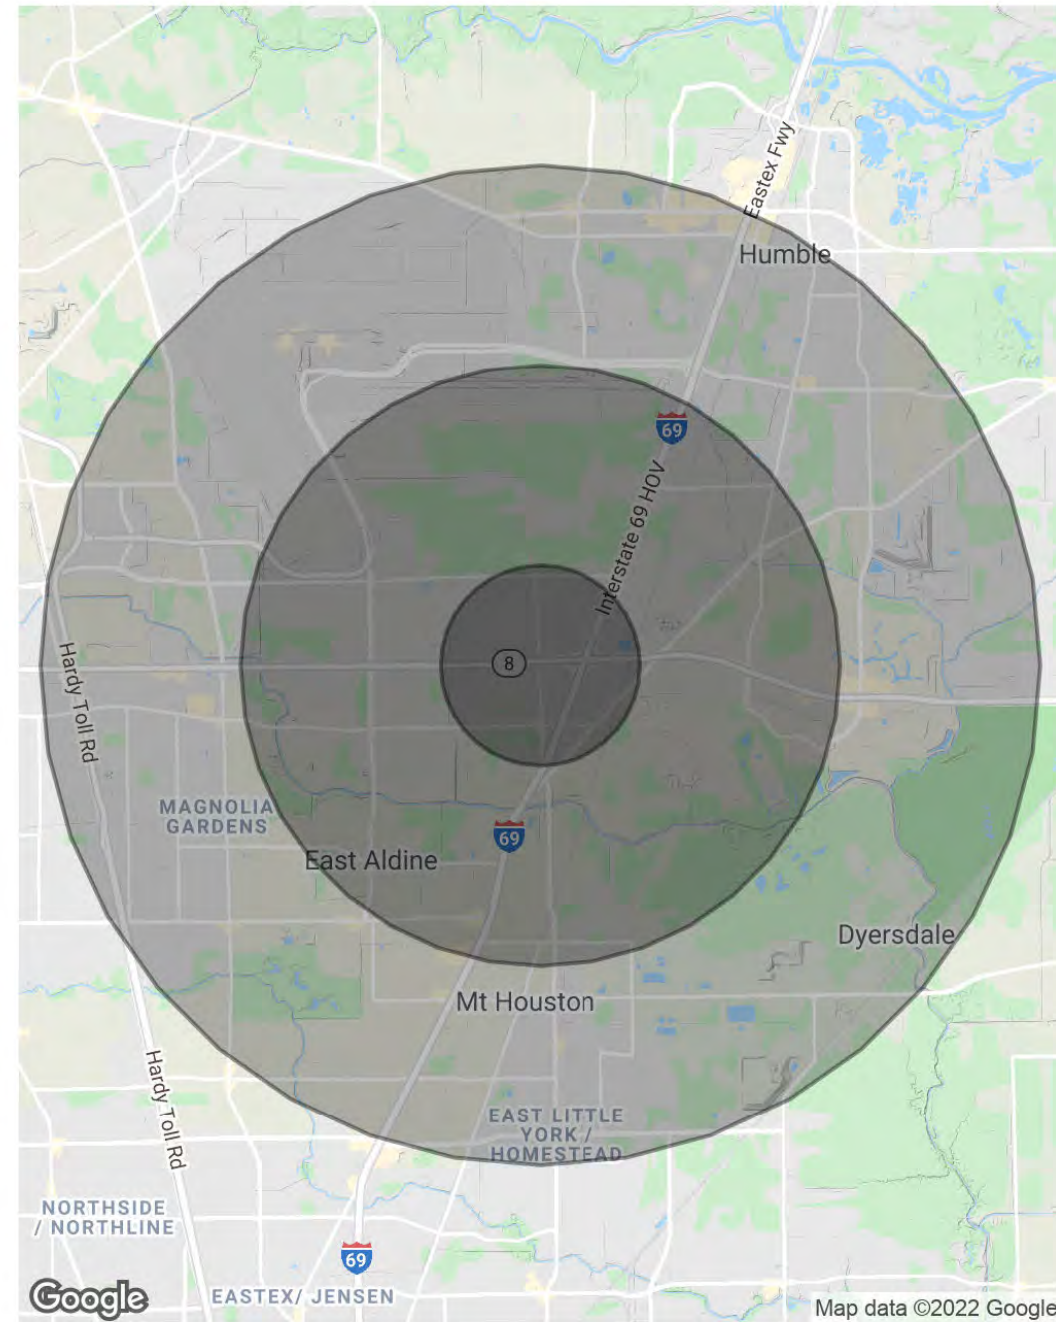 Eastex Fwy
Humble
69
Interstate 69 HOV
8
Hardy Toll Rd
MAGNOLIA
GARDENS
69
East Aldine
Dyersdale
Mt Houston
Hardy Toll Rd
EAST LITTLE
YORK /
HOMESTEAD
NORTHSIDE
/ NORTHLINE
69
EASTEX/ JENSEN
Google
Map data ©2022 Google